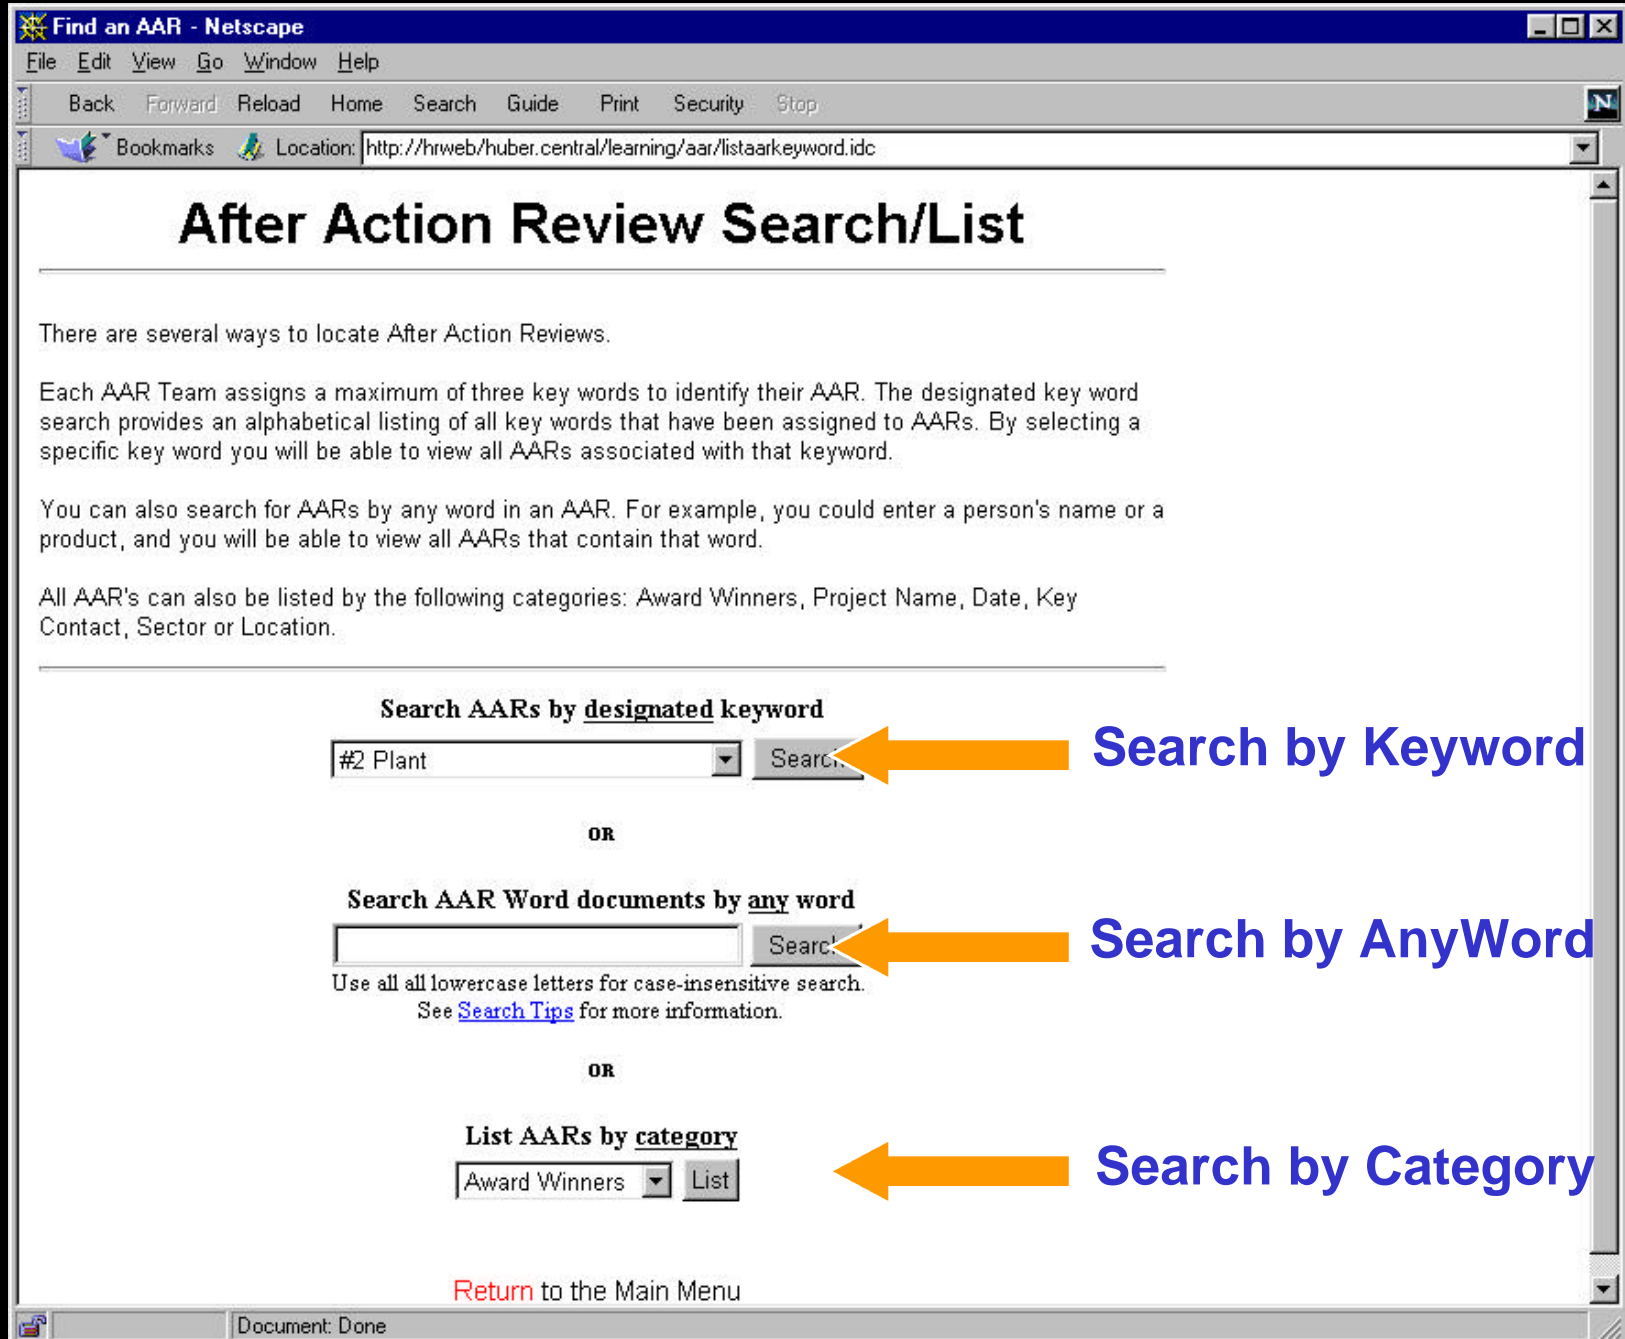 Find an AAR - Netscape
File Edit View Go Window Help
Back Forward Reload Home Search Guide Print Security Stop
N
Bookmarks Location: http://hrweb/huber.central/learning/aar/listaarkeyword.idc
After Action Review Search/List
There are several ways to locate After Action Reviews.
Each AAR Team assigns a maximum of three key words to identify their AAR. The designated key word
search provides an alphabetical listing of all key words that have been assigned to AARs. By selecting a
specific key word you will be able to view all AARs associated with that keyword.
You can also search for AARs by any word in an AAR. For example, you could enter a person's name or a
product, and you will be able to view all AARs that contain that word.
All AAR's can also be listed by the following categories: Award Winners, Project Name, Date, Key
Contact, Sector or Location.
Search AARs by designated keyword
#2 Plant Search Search by Keyword
OR
Search AAR Word documents by any word
Search Search by AnyWord
Use all all lowercase letters for case-insensitive search.
See Search Tips for more information.
OR
List AARs by category
Award Winners List Search by Category
Return to the Main Menu
Document: Done